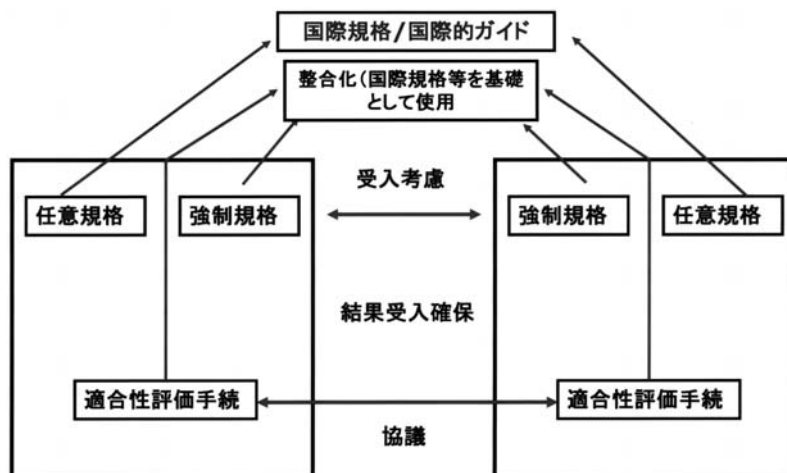 国際規格/国際的ガイド
整合化(国際規格等を基礎
として使用
受入考慮
任意規格
強制規格
強制規格
任意規格
結果受入確保
適合性評価手続
適合性評価手続
協議